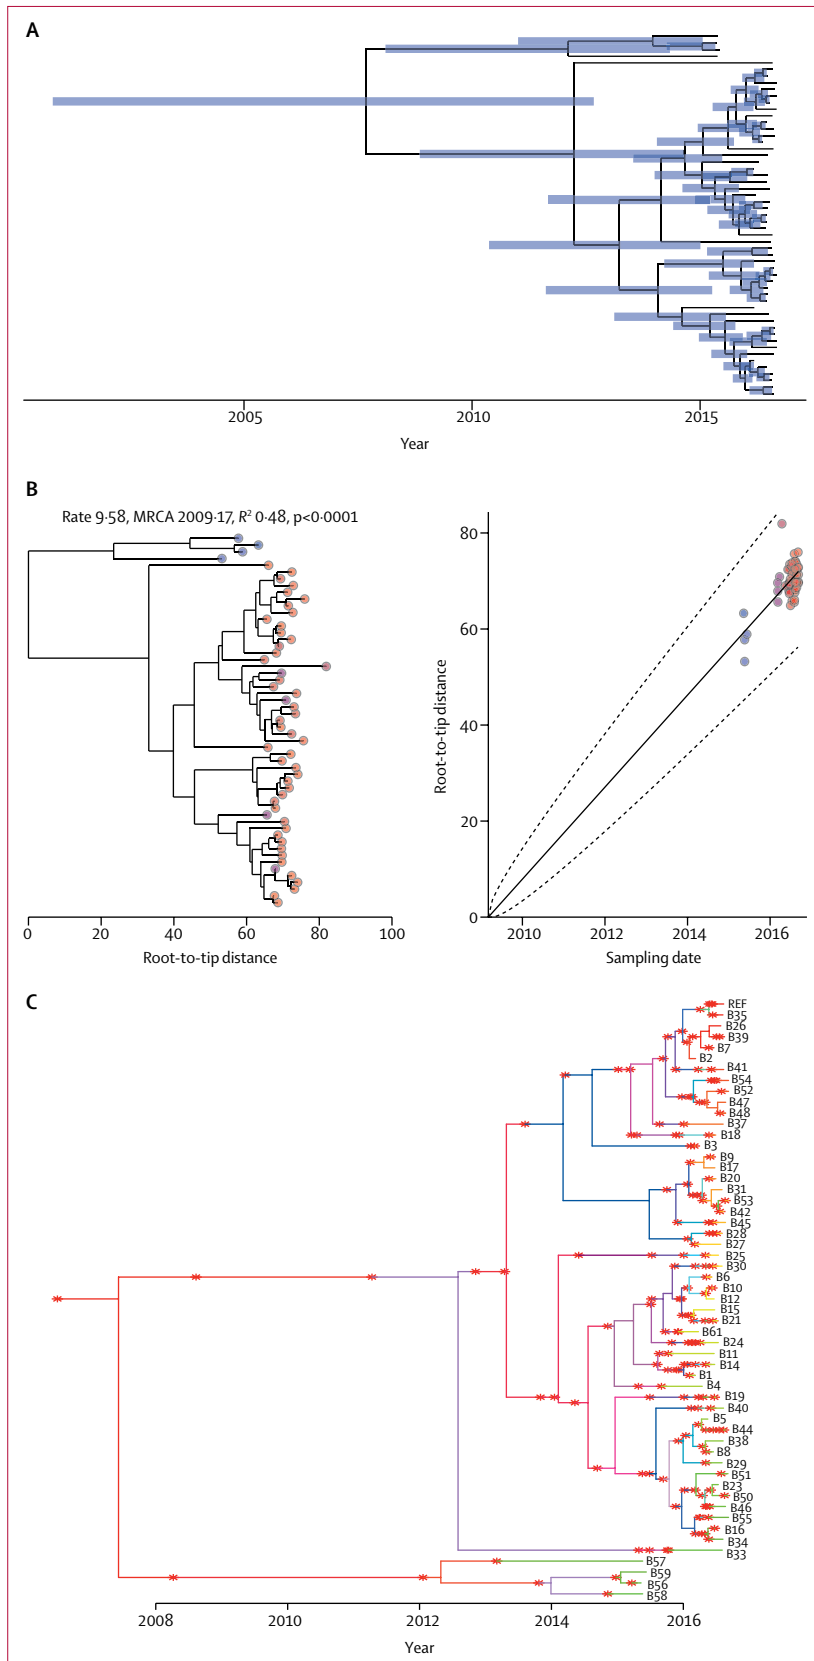 A
2005 2010 2015
Year
B
Rate 9·58, MRCA 2009·17, R² 0·48, p<0·0001
80
60
40
20
0
Root-to-tip distance
0 20 40 60 80 100
Root-to-tip distance
2010 2012 2014 2016
Sampling date
C
REF
B35
B26
B39
B7
B2
B41
B54
B52
B47
B48
B37
B18
B3
B9
B17
B20
B31
B53
B42
B45
B28
B27
B25
B30
B6
B10
B12
B15
B21
B61
B24
B11
B14
B1
B4
B19
B40
B5
B44
B38
B8
B29
B51
B23
B50
B46
B55
B16
B34
B33
B57
B59
B56
B58
2008 2010 2012 2014 2016
Year